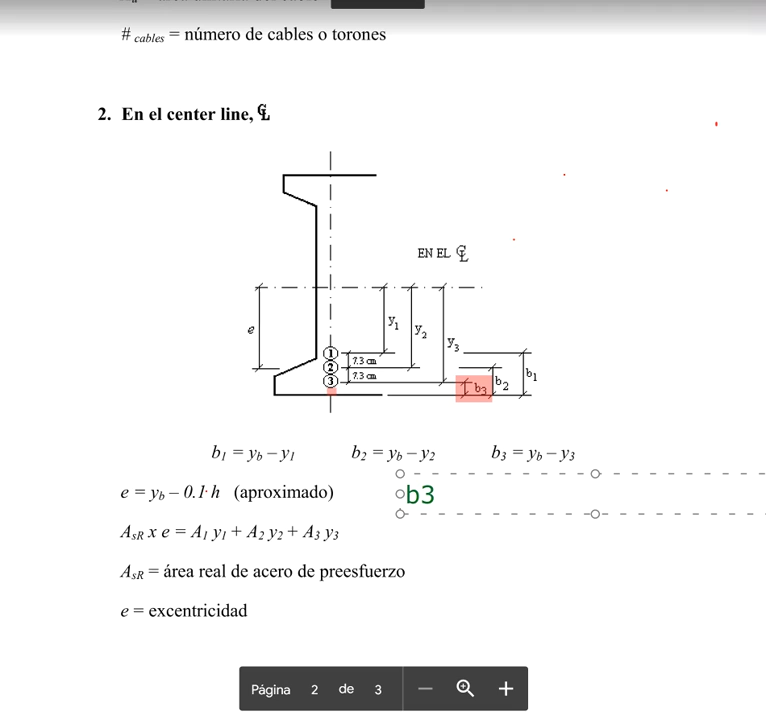 # cables = número de cables o torones
2. En el center line, ℄
EN EL ℄
e
y1
y2
y3
1
2
3
7.3 cm
7.3 cm
b3
b2
b1
b1 = yb – y1 b2 = yb – y2 b3 = yb – y3
e = yb – 0.1·h (aproximado)
b3
AsR x e = A1 y1 + A2 y2 + A3 y3
AsR = área real de acero de preesfuerzo
e = excentricidad
Página 2 de 3